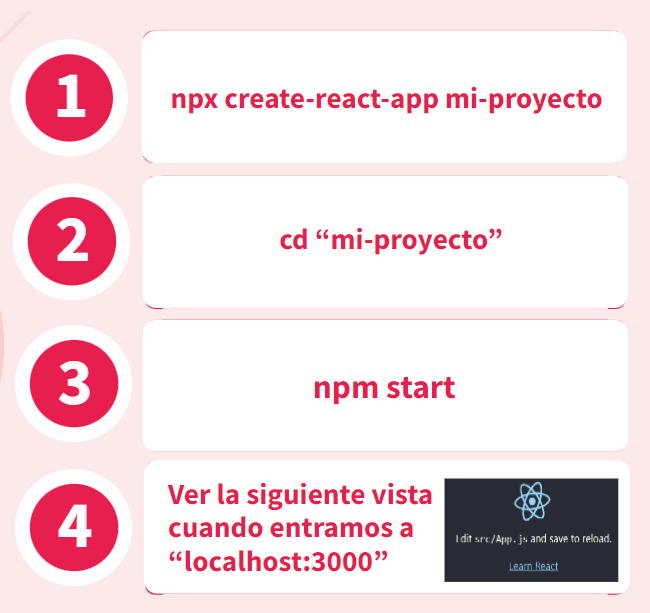 1
npx create-react-app mi-proyecto
2
cd “mi-proyecto”
3
npm start
4
Ver la siguiente vista
cuando entramos a
“localhost:3000”
Edit src/App.js and save to reload.
Learn React